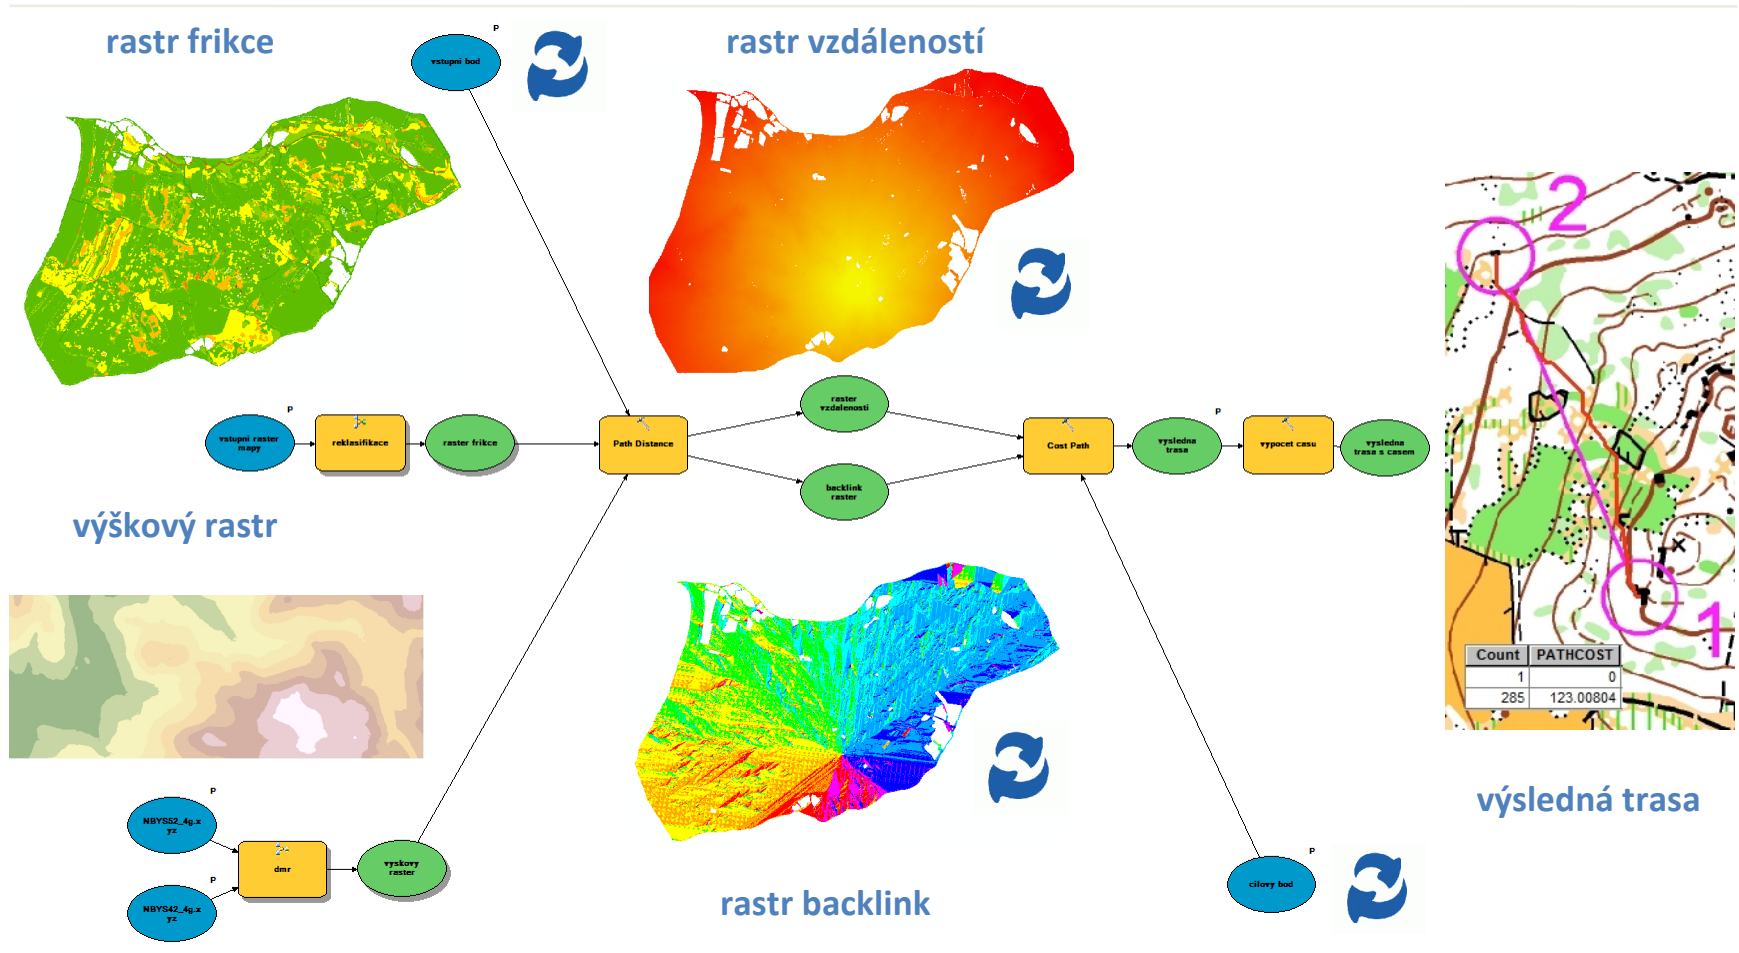 rastr frikce
P
vstupni bod
rastr vzdáleností
2
P
vstupni raster
mapy
reklasifikace
raster frikce
Path Distance
raster
vzdalenosti
backlink
raster
Cost Path
P
vysledna
trasa
vypocet casu
vysledna
trasa s casem
výškový rastr
1
Count PATHCOST
1 0
285 123.00804
výsledná trasa
P
NBYS52_4g.x
yz
P
NBYS42_4g.x
yz
dmr
vyskovy
raster
rastr backlink
P
cilovy bod